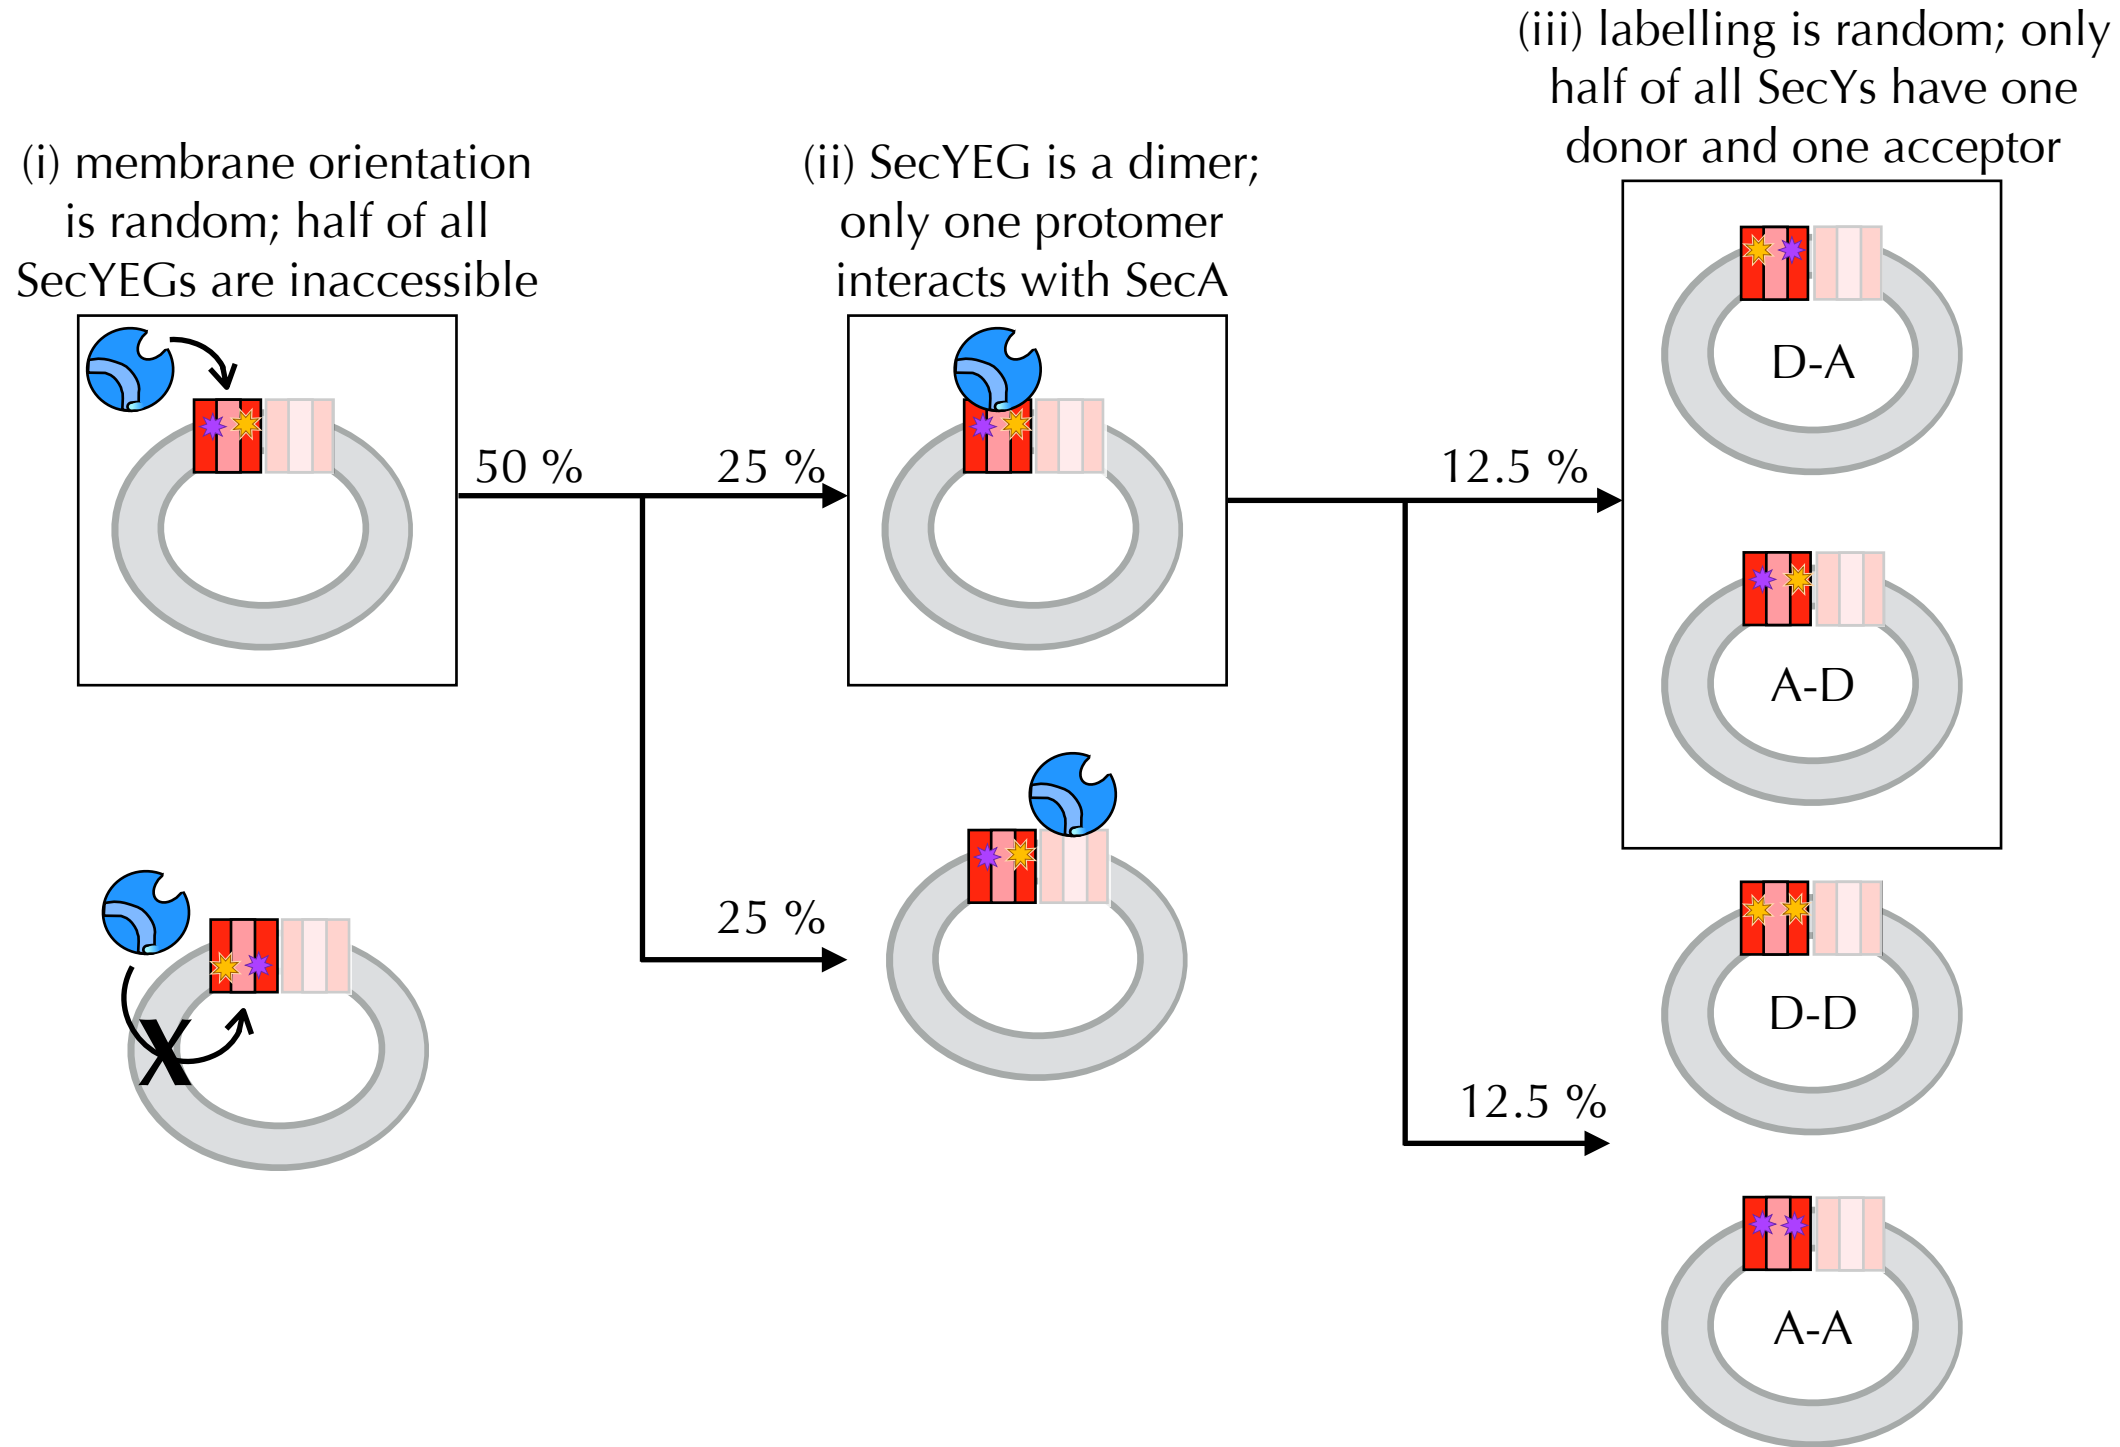 (i) membrane orientation
is random; half of all
SecYEGs are inaccessible
50 %
(ii) SecYEG is a dimer;
only one protomer
interacts with SecA
25 %
25 %
(iii) labelling is random; only
half of all SecYs have one
donor and one acceptor
12.5 %
12.5 %
D-A
A-D
D-D
A-A
X